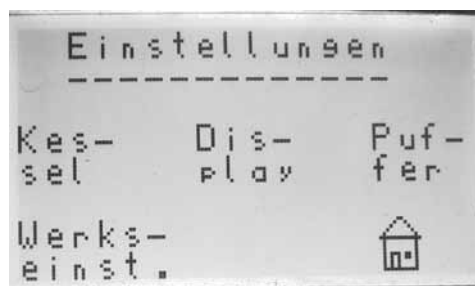 Einstellungen
Kes- Dis- Puf-
sel play fer
Werks-
einst.